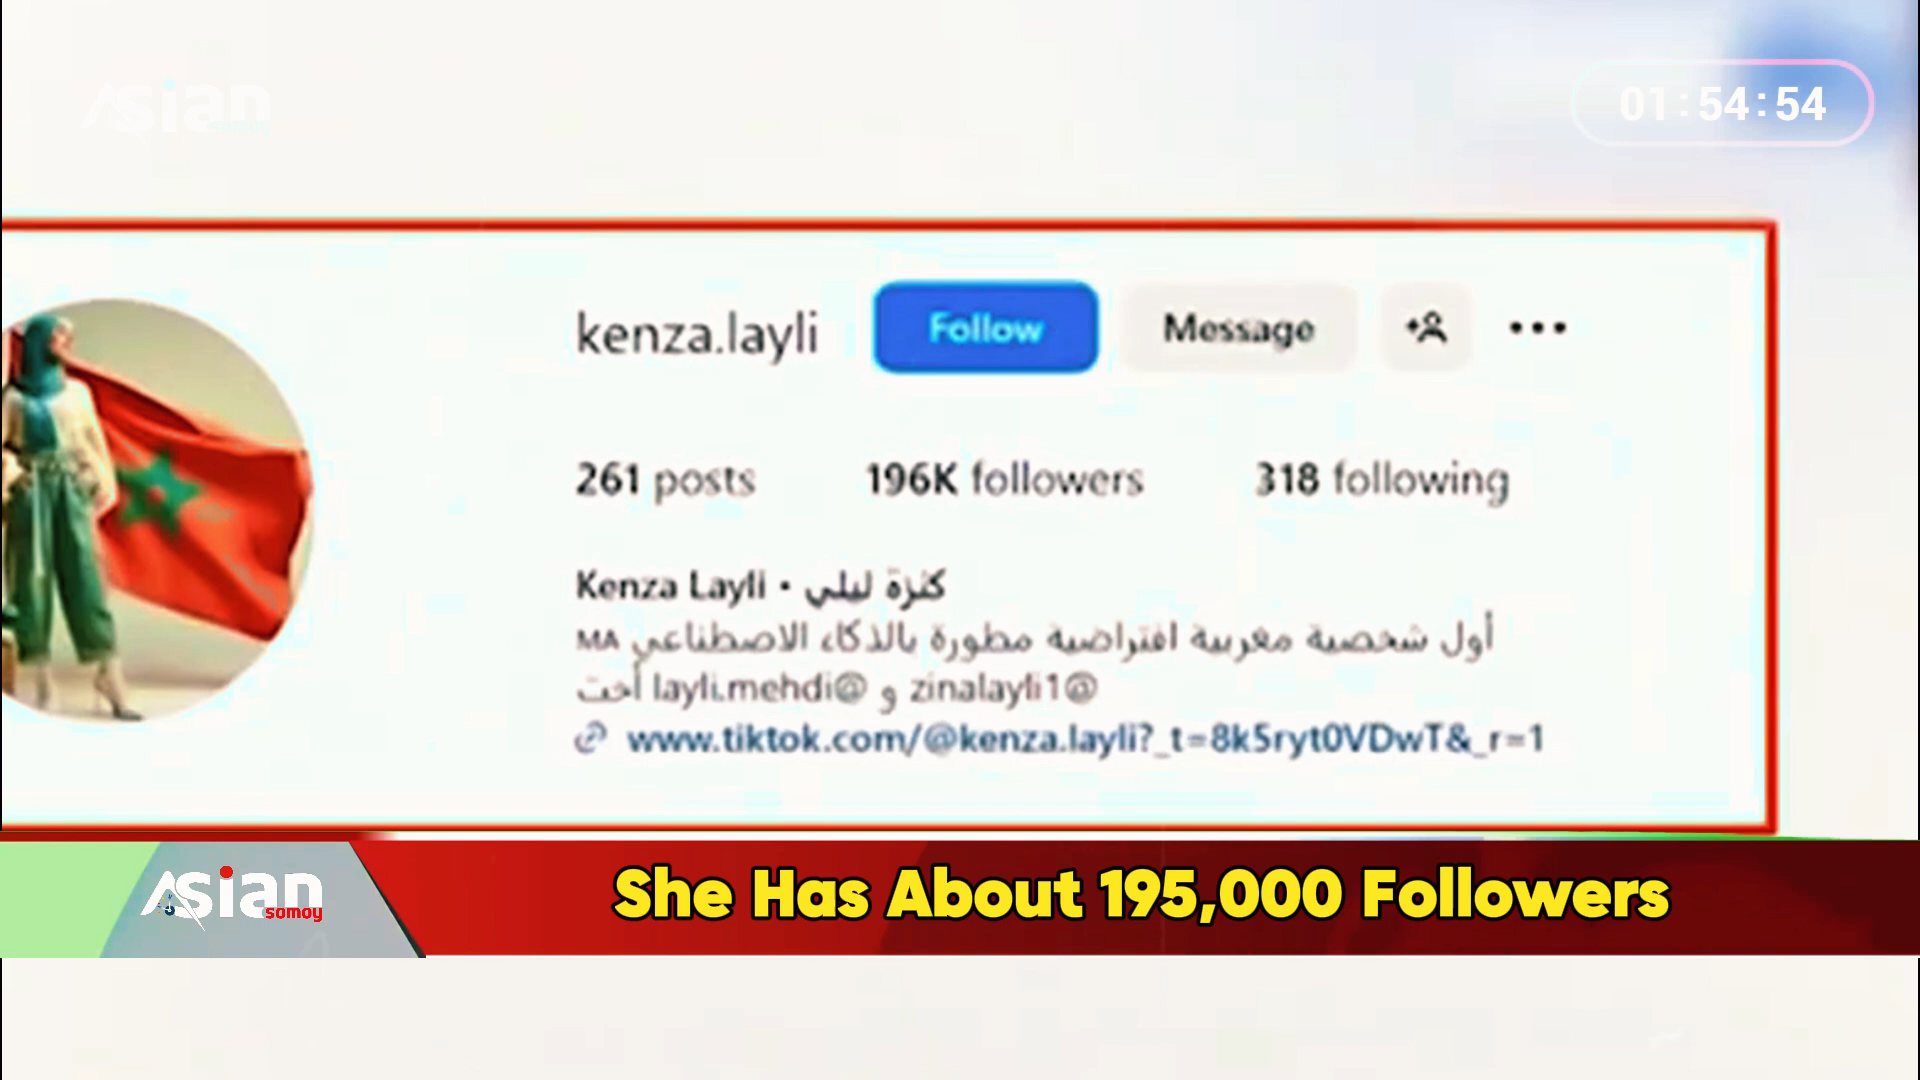 Asian
01:54:54
kenza.layli Follow Message
261 posts 196K followers 318 following
Kenza Layli • كنزة ليلي
أول شخصية مغربية افتراضية مطورة بالذكاء الاصطناعي MA
أخت layli.mehdi@ و zinalayli1@
www.tiktok.com/@kenza.layli?_t=8k5ryt0VDwT&_r=1
Asian somoy
She Has About 195,000 Followers